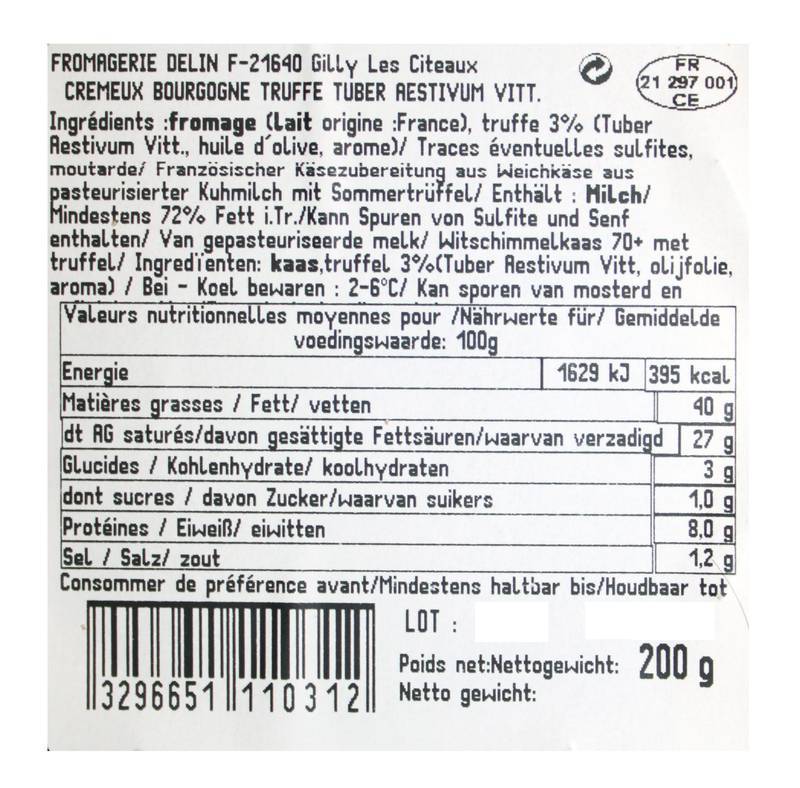 FROMAGERIE DELIN F-21640 Gilly Les Citeaux
CREMEUX BOURGOGNE TRUFFE TUBER AESTIVUM VITT.
FR
21 297 001
CE
Ingrédients :fromage (lait origine :France), truffe 3% (Tuber
Aestivum Vitt., huile d´olive, arome)/ Traces éventuelles sulfites,
moutarde/ Französischer Käsezubereitung aus Weichkäse aus
pasteurisierter Kuhmilch mit Sommertrüffel/ Enthält : Milch/
Mindestens 72% Fett i.Tr./Kann Spuren von Sulfite und Senf
enthalten/ Van gepasteuriseerde melk/ Witschimmelkaas 70+ met
truffel/ Ingredïenten: kaas,truffel 3%(Tuber Aestivum Vitt, olijfolie,
aroma) / Bei - Koel bewaren : 2-6°C/ Kan sporen van mosterd en
Valeurs nutritionnelles moyennes pour /Nährwerte für/ Gemiddelde
voedingswaarde: 100g
Energie 1629 kJ 395 kcal
Matières grasses / Fett/ vetten 40 g
dt AG saturés/davon gesättigte Fettsäuren/waarvan verzadigd 27 g
Glucides / Kohlenhydrate/ koolhydraten 3 g
dont sucres / davon Zucker/waarvan suikers 1,0 g
Protéines / Eiweiß/ eiwitten 8,0 g
Sel / Salz/ zout 1,2 g
Consommer de préférence avant/Mindestens haltbar bis/Houdbaar tot
LOT :
Poids net:Nettogewicht: 200 g
Netto gewicht:
3296651 110312